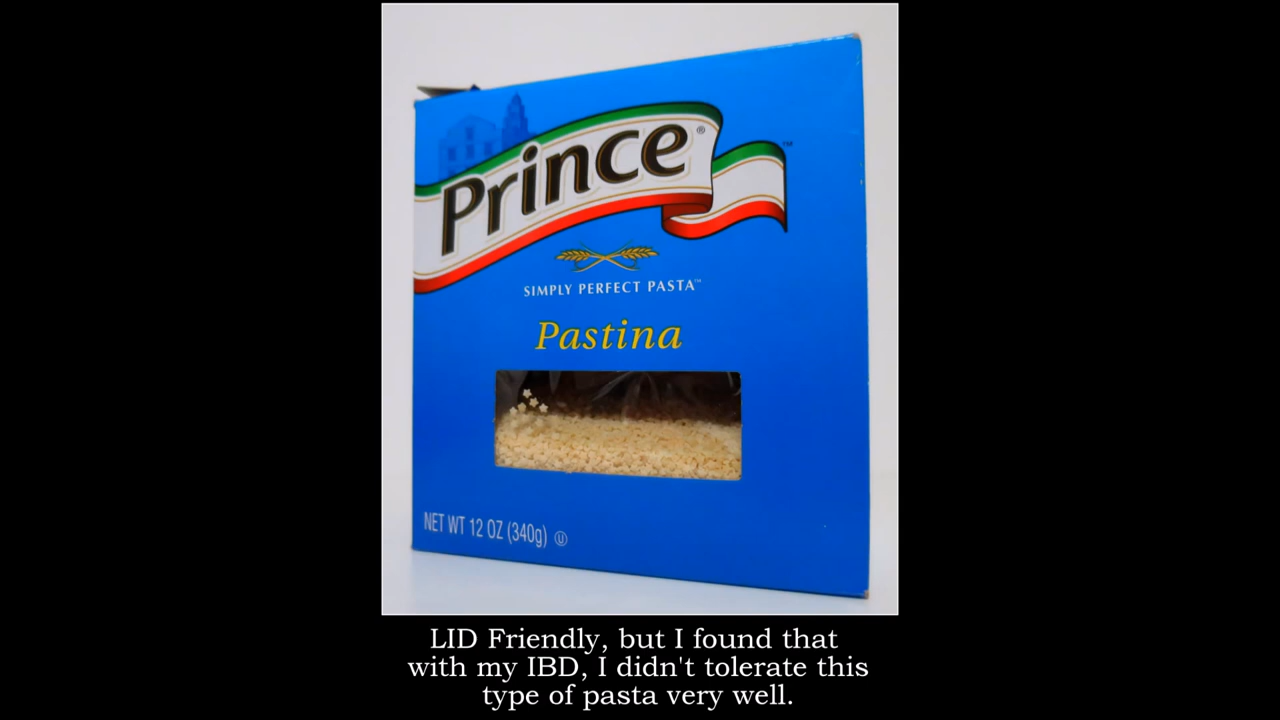 Prince®
™
SIMPLY PERFECT PASTA™
Pastina
NET WT 12 OZ (340g) Ⓤ
LID Friendly, but I found that
with my IBD, I didn't tolerate this
type of pasta very well.